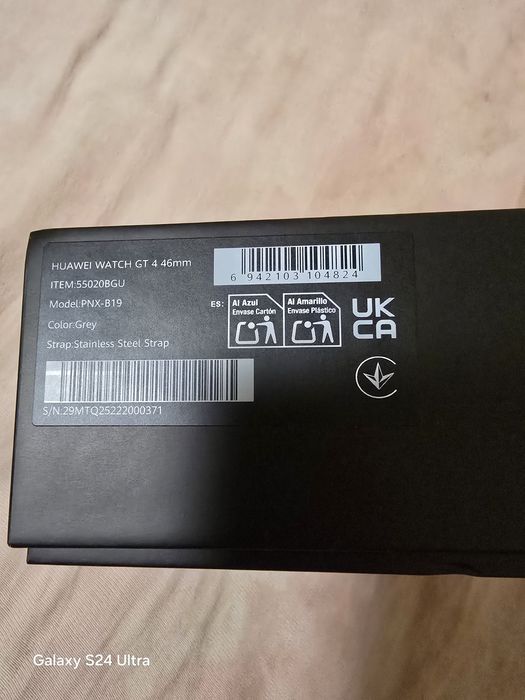 HUAWEI WATCH GT 4 46mm
ITEM:55020BGU
Model:PNX-B19
Color:Grey
Strap:Stainless Steel Strap
S/N:29MTQ25222000371
6 942103 104824
ES:
Al Azul
Envase Cartón
Al Amarillo
Envase Plástico
UK
CA
Galaxy S24 Ultra